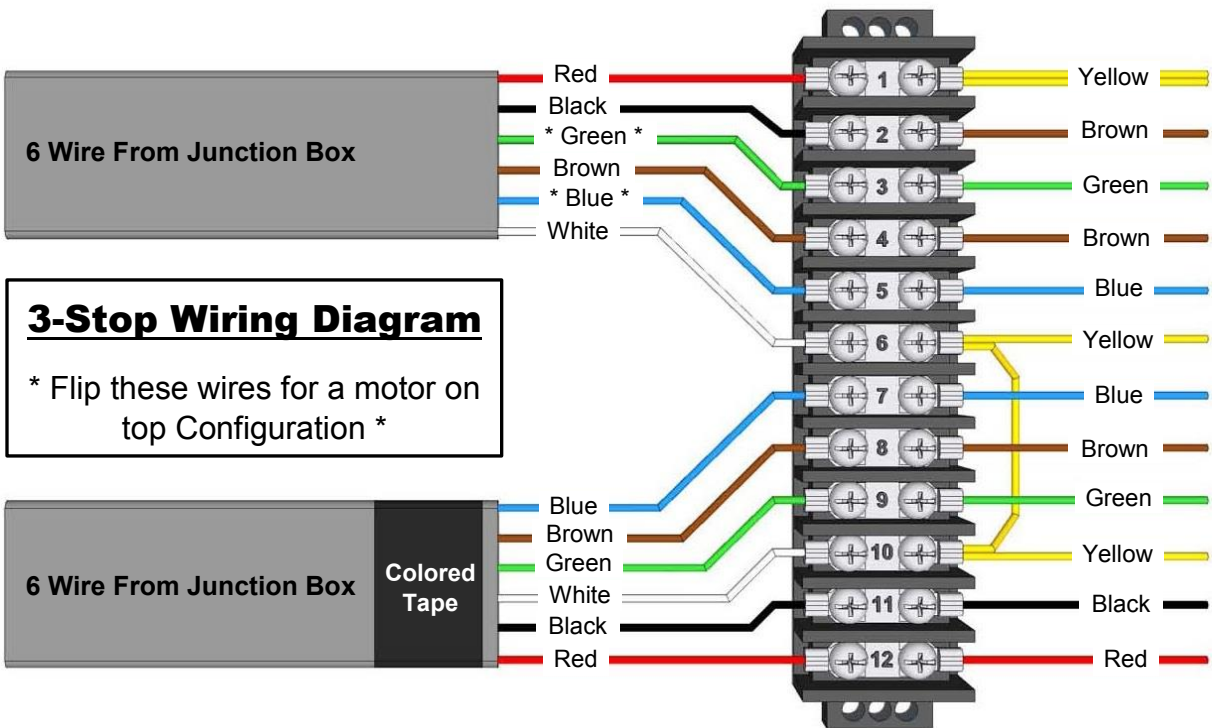 Red
Black
* Green *
Brown
* Blue *
White
6 Wire From Junction Box
3-Stop Wiring Diagram
* Flip these wires for a motor on
top Configuration *
Blue
Brown
Green
White
Black
Red
6 Wire From Junction Box
Colored
Tape
1
2
3
4
5
6
7
8
9
10
11
12
Yellow
Brown
Green
Brown
Blue
Yellow
Blue
Brown
Green
Yellow
Black
Red